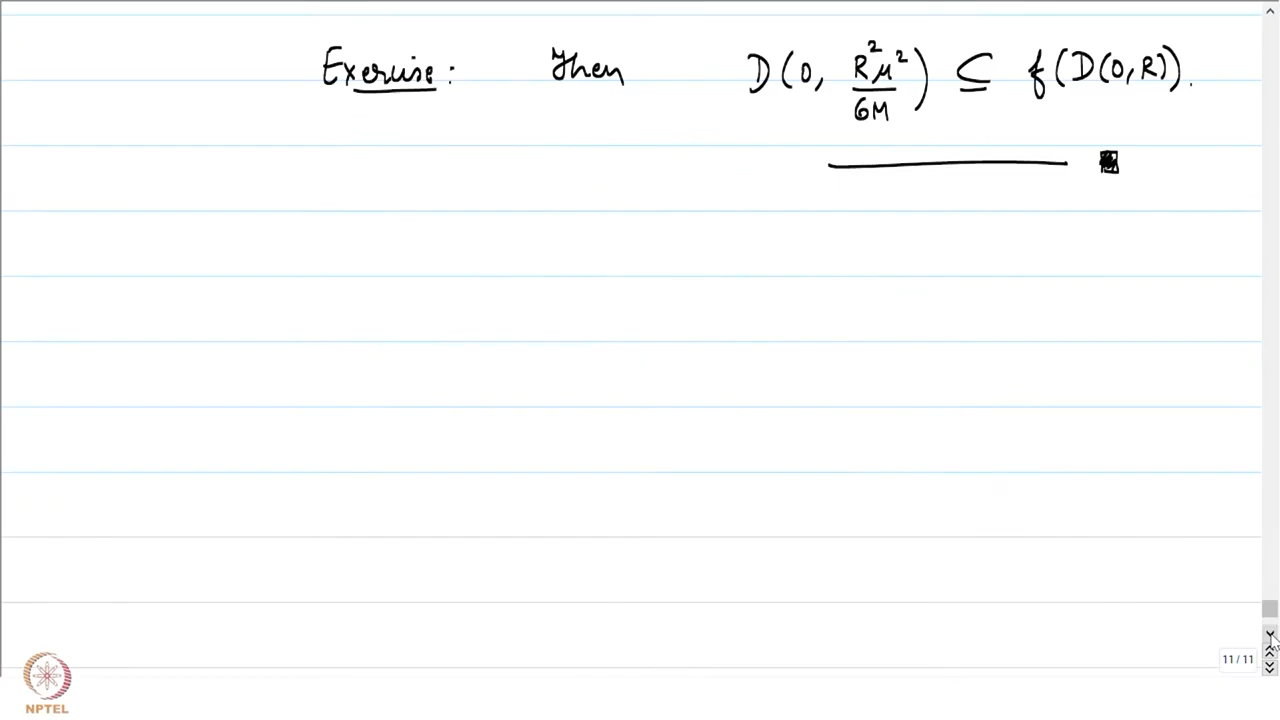 Exercise: Then D(0, R²μ²/6M) ⊆ f(D(0,R)).
11 / 11
NPTEL